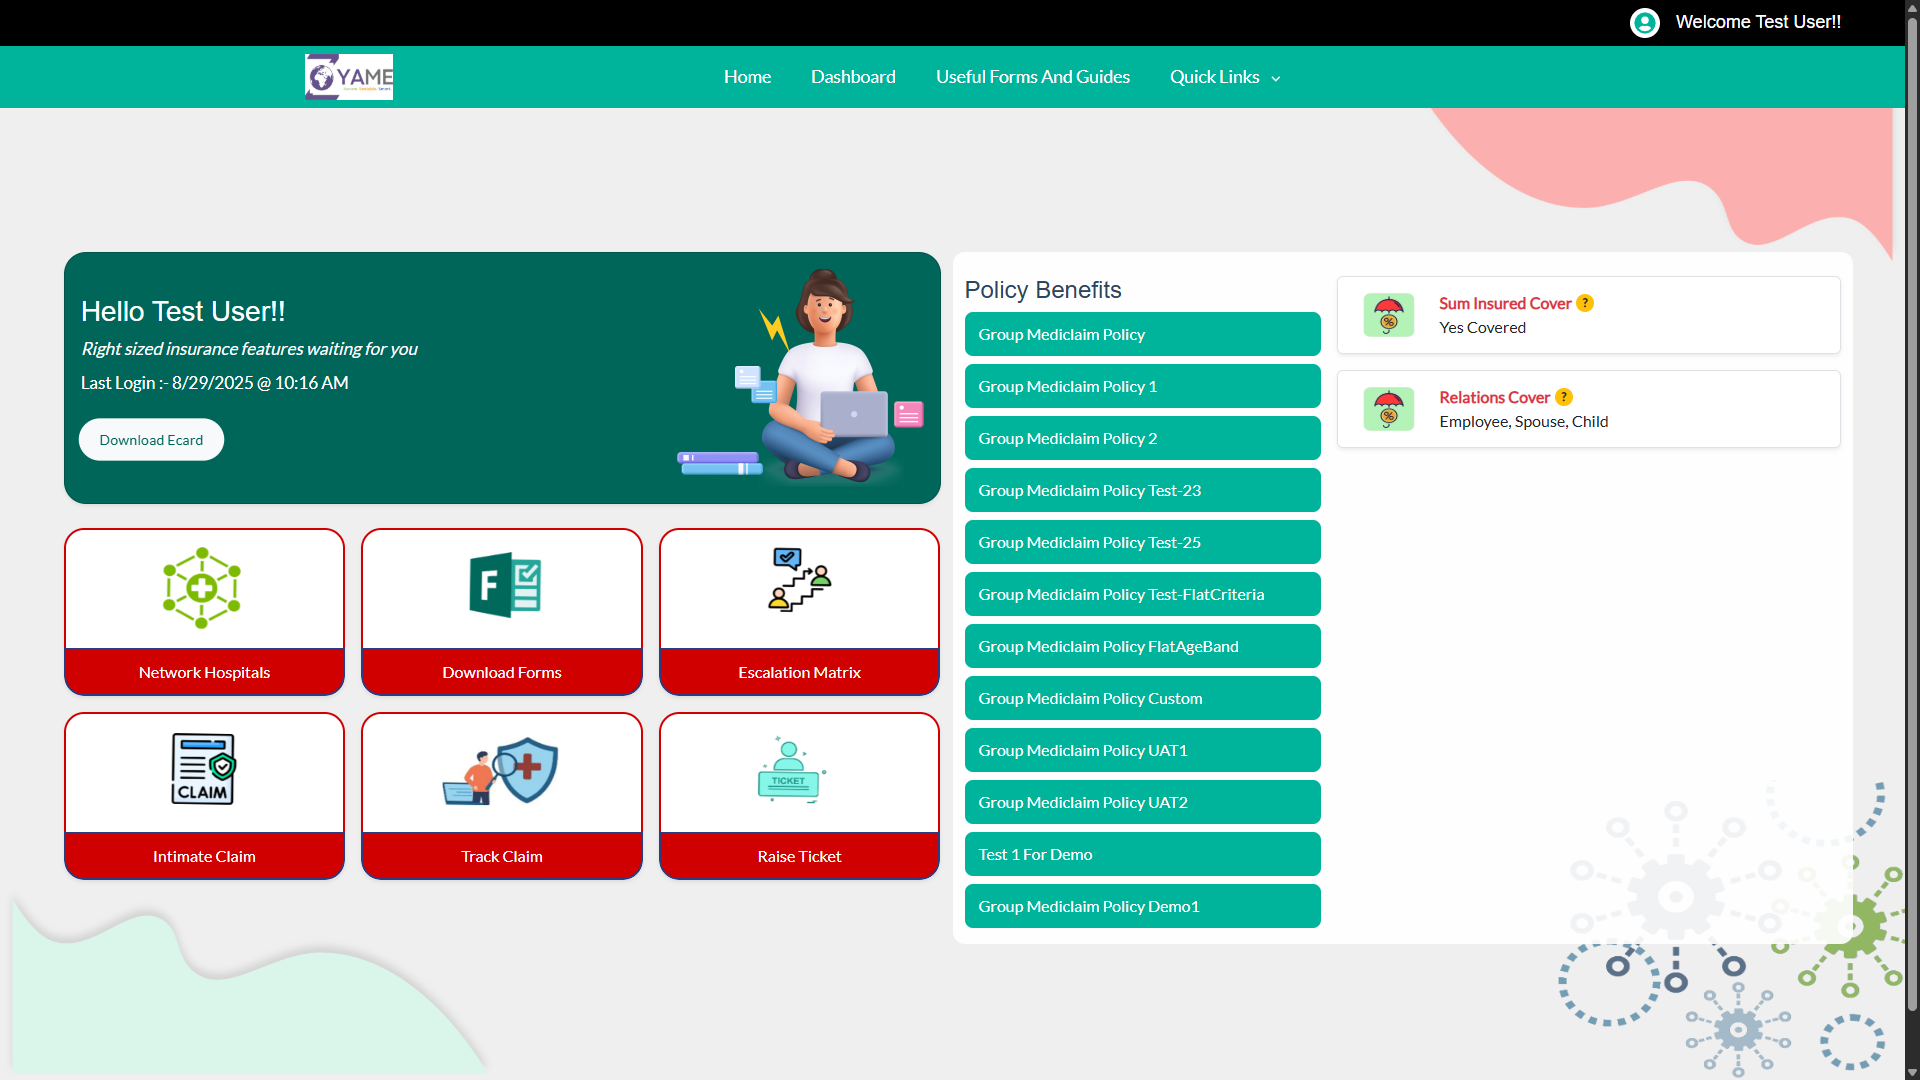 Welcome Test User!!
YAME
Home
Dashboard
Useful Forms And Guides
Quick Links
Hello Test User!!
Right sized insurance features waiting for you
Last Login :- 8/29/2025 @ 10:16 AM
Download Ecard
Network Hospitals
F
Download Forms
Escalation Matrix
CLAIM
Intimate Claim
Track Claim
TICKET
Raise Ticket
Policy Benefits
Group Mediclaim Policy
Group Mediclaim Policy 1
Group Mediclaim Policy 2
Group Mediclaim Policy Test-23
Group Mediclaim Policy Test-25
Group Mediclaim Policy Test-FlatCriteria
Group Mediclaim Policy FlatAgeBand
Group Mediclaim Policy Custom
Group Mediclaim Policy UAT1
Group Mediclaim Policy UAT2
Test 1 For Demo
Group Mediclaim Policy Demo1
%
Sum Insured Cover ?
Yes Covered
%
Relations Cover ?
Employee, Spouse, Child